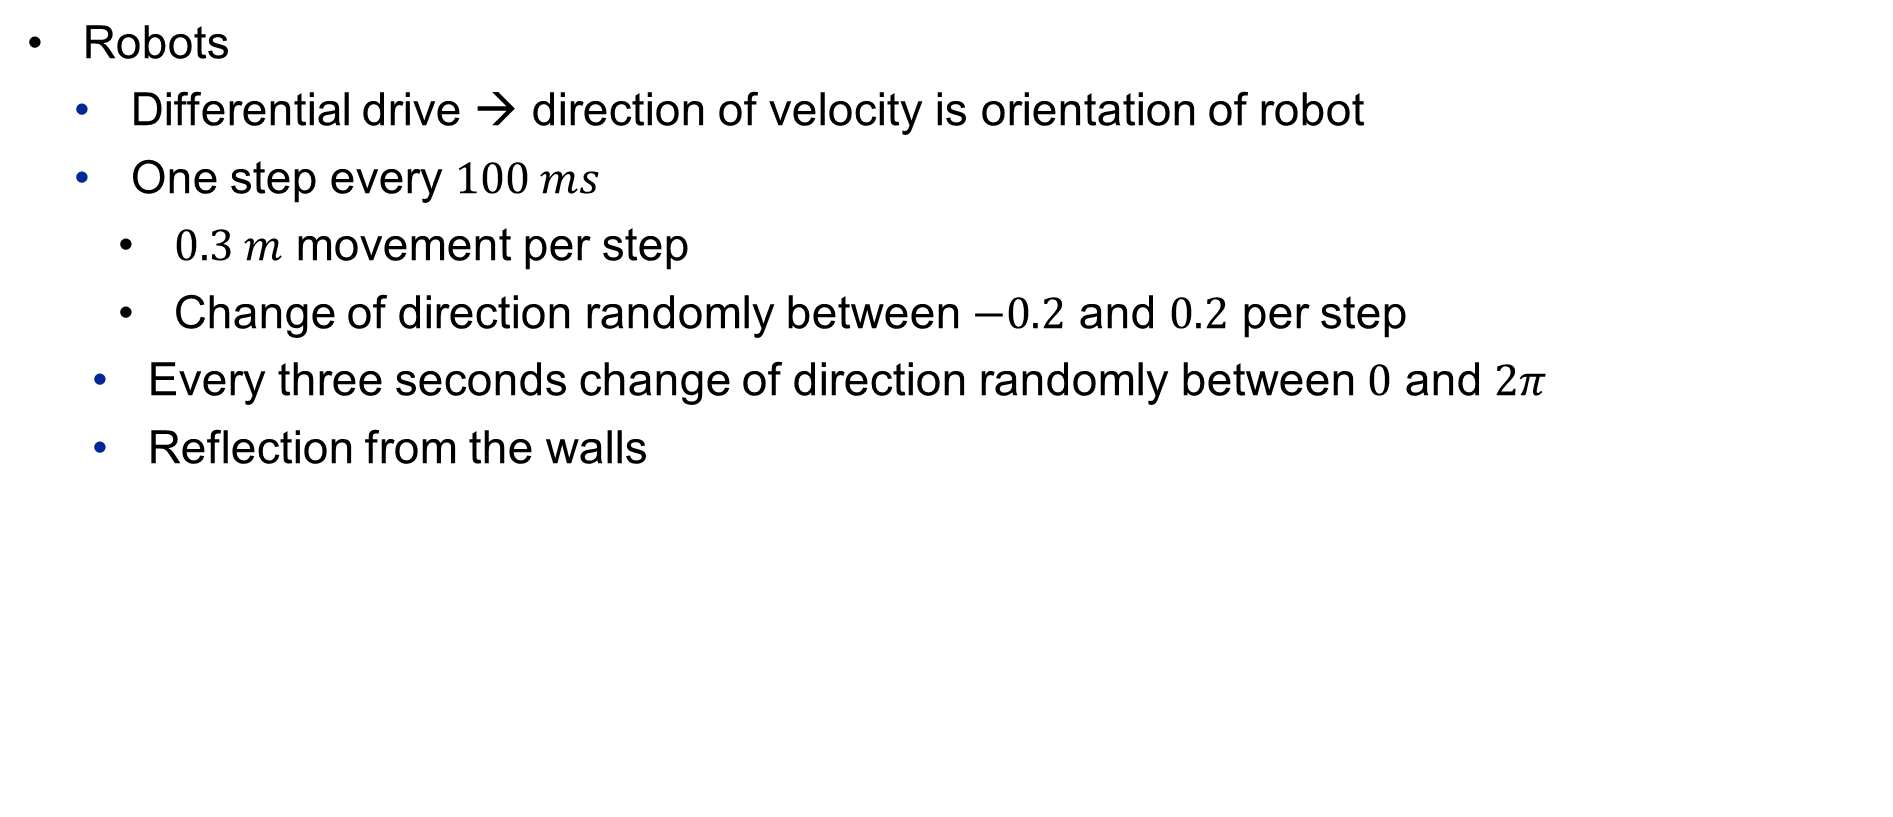 • Robots
• Differential drive → direction of velocity is orientation of robot
• One step every 100 ms
• 0.3 m movement per step
• Change of direction randomly between −0.2 and 0.2 per step
• Every three seconds change of direction randomly between 0 and 2π
• Reflection from the walls